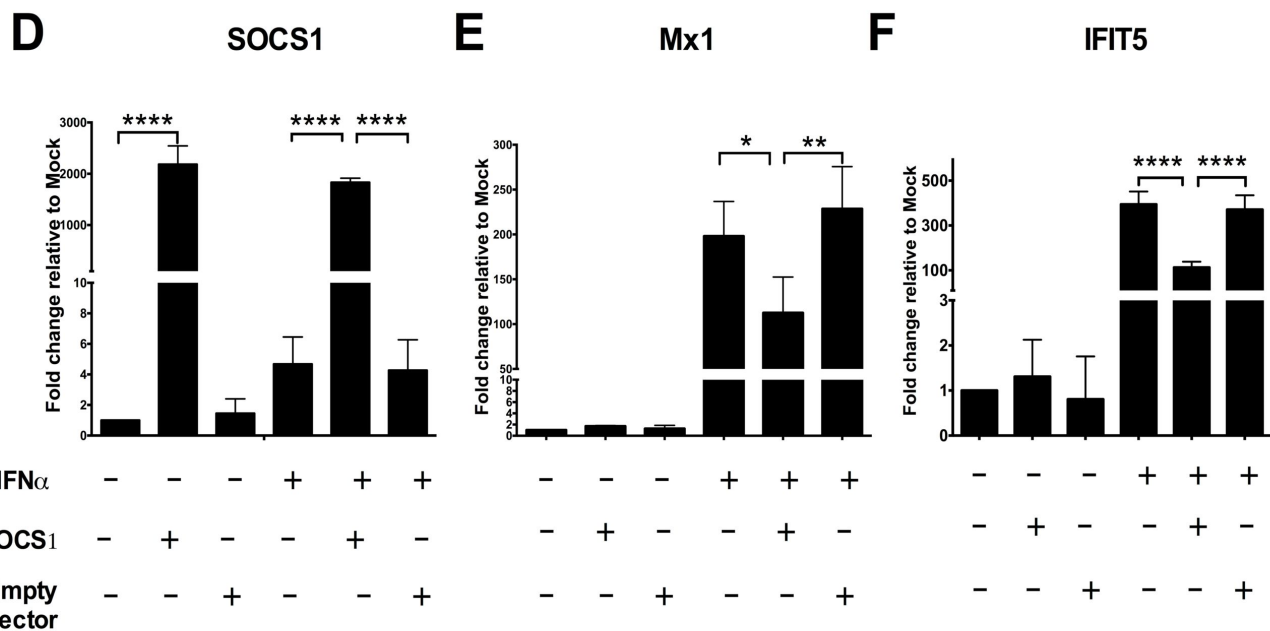 D SOCS1
E Mx1
F IFIT5
Fold change relative to Mock
3000
2000
1000
10
8
6
4
2
0
**** **** ****
Fold change relative to Mock
300
250
200
150
100
50
10
8
6
4
2
0
* **
Fold change relative to Mock
500
300
100
3
2
1
0
**** ****
FNα − − − + + + − − − + + + − − − + + +
OCS1 − + − − + − − + − − + − − + − − + −
mpty − − + − − + − − + − − + − − + − − +
ector